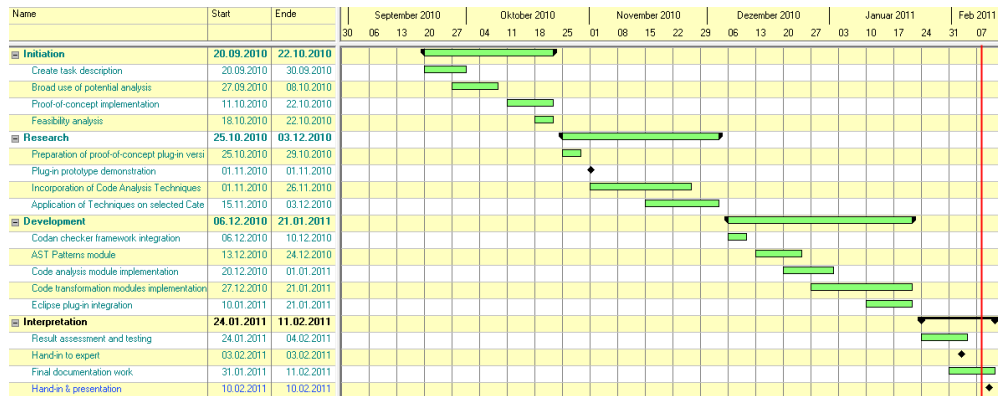 Name Start Ende September 2010 Oktober 2010 November 2010 Dezember 2010 Januar 2011 Feb 2011
30 06 13 20 27 04 11 18 25 01 08 15 22 29 06 13 20 27 03 10 17 24 31 07
Initiation 20.09.2010 22.10.2010
Create task description 20.09.2010 30.09.2010
Broad use of potential analysis 27.09.2010 08.10.2010
Proof-of-concept implementation 11.10.2010 22.10.2010
Feasibility analysis 18.10.2010 22.10.2010
Research 25.10.2010 03.12.2010
Preparation of proof-of-concept plug-in versi 25.10.2010 29.10.2010
Plug-in prototype demonstration 01.11.2010 01.11.2010
Incorporation of Code Analysis Techniques 01.11.2010 26.11.2010
Application of Techniques on selected Cate 15.11.2010 03.12.2010
Development 06.12.2010 21.01.2011
Codan checker framework integration 06.12.2010 10.12.2010
AST Patterns module 13.12.2010 24.12.2010
Code analysis module implementation 20.12.2010 01.01.2011
Code transformation modules implementation 27.12.2010 21.01.2011
Eclipse plug-in integration 10.01.2011 21.01.2011
Interpretation 24.01.2011 11.02.2011
Result assessment and testing 24.01.2011 04.02.2011
Hand-in to expert 03.02.2011 03.02.2011
Final documentation work 31.01.2011 11.02.2011
Hand-in & presentation 10.02.2011 10.02.2011